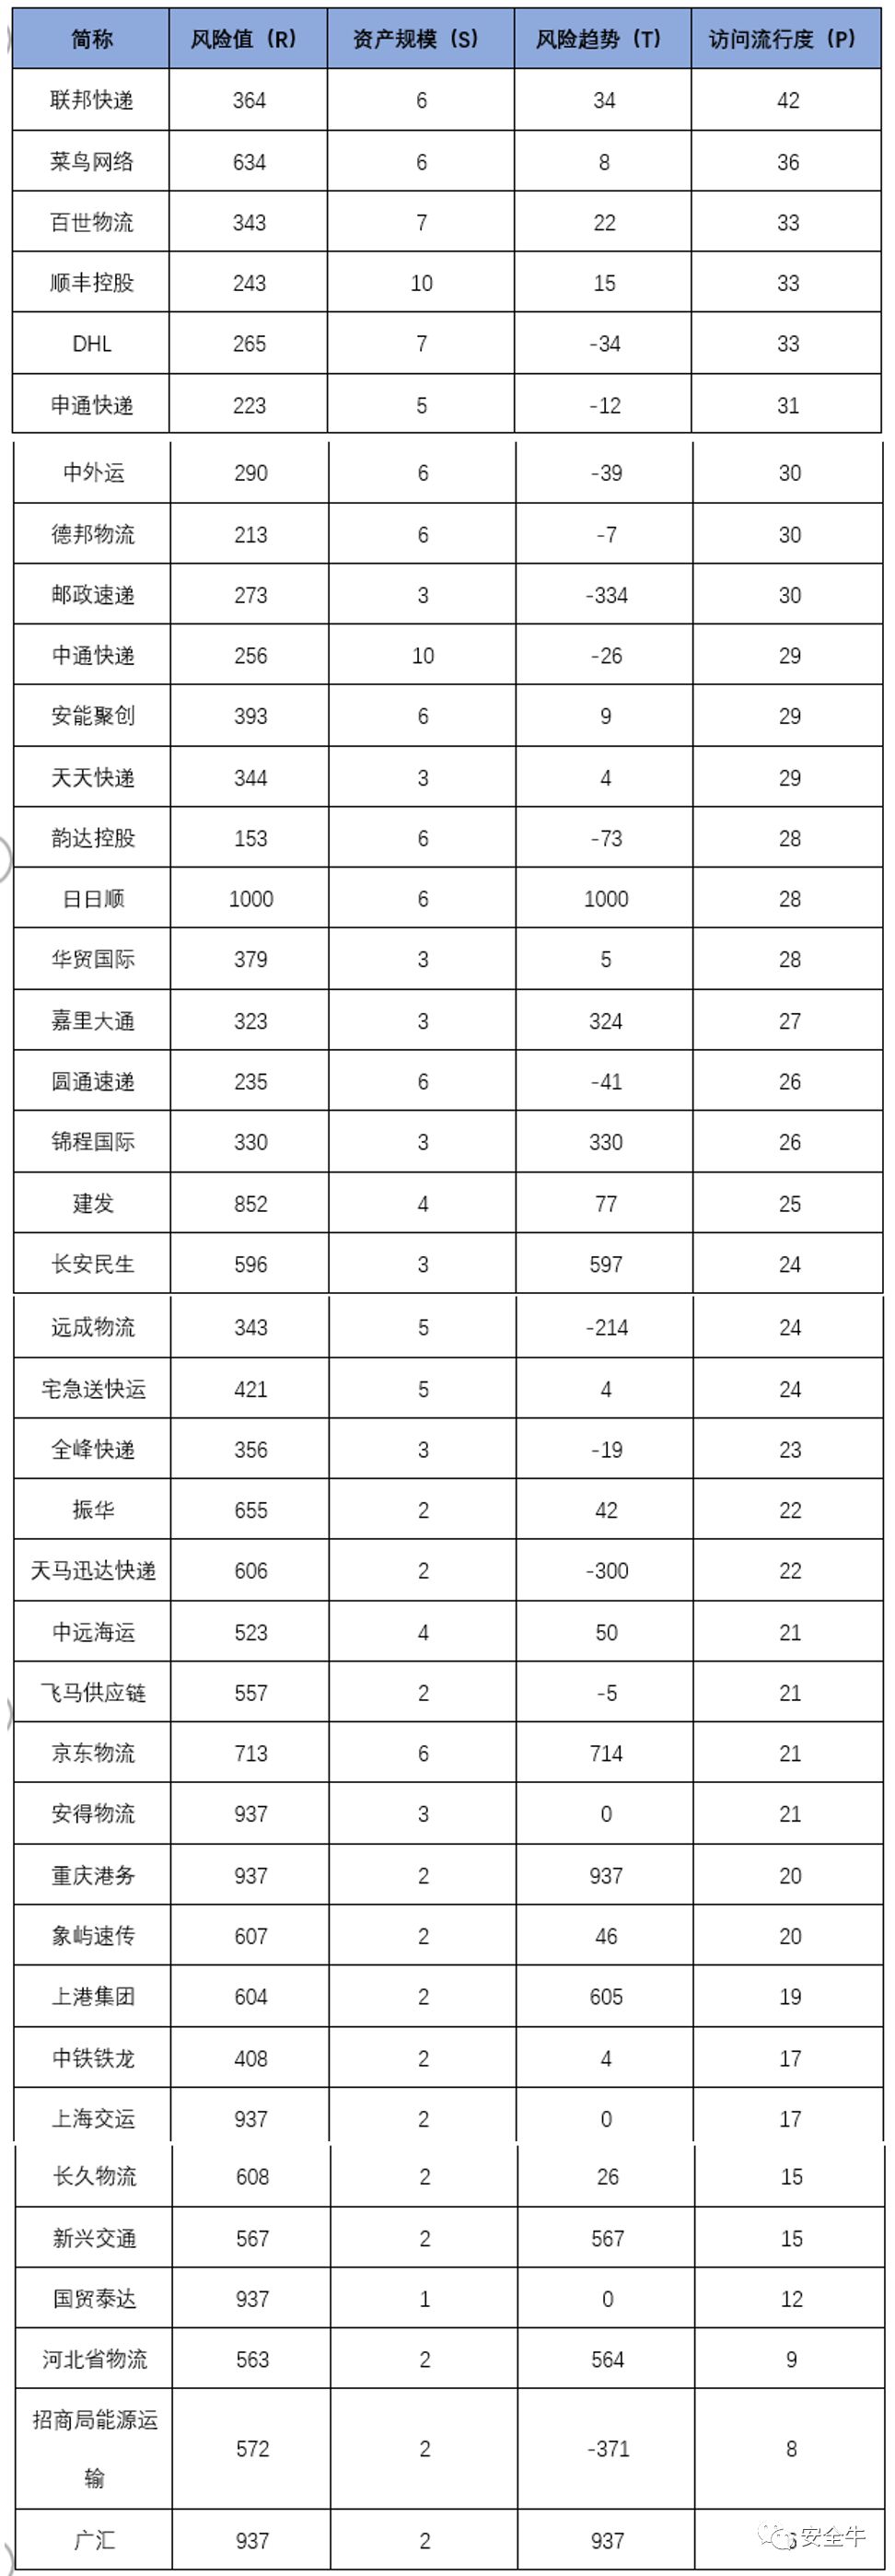 简称 风险值（R） 资产规模（S） 风险趋势（T） 访问流行度（P）
联邦快递 364 6 34 42
菜鸟网络 634 6 8 36
百世物流 343 7 22 33
顺丰控股 243 10 15 33
DHL 265 7 -34 33
申通快递 223 5 -12 31
中外运 290 6 -39 30
德邦物流 213 6 -7 30
邮政速递 273 3 -334 30
中通快递 256 10 -26 29
安能聚创 393 6 9 29
天天快递 344 3 4 29
韵达控股 153 6 -73 28
日日顺 1000 6 1000 28
华贸国际 379 3 5 28
嘉里大通 323 3 324 27
圆通速递 235 6 -41 26
锦程国际 330 3 330 26
建发 852 4 77 25
长安民生 596 3 597 24
远成物流 343 5 -214 24
宅急送快运 421 5 4 24
全峰快递 356 3 -19 23
振华 655 2 42 22
天马迅达快递 606 2 -300 22
中远海运 523 4 50 21
飞马供应链 557 2 -5 21
京东物流 713 6 714 21
安得物流 937 3 0 21
重庆港务 937 2 937 20
象屿速传 607 2 46 20
上港集团 604 2 605 19
中铁铁龙 408 2 4 17
上海交运 937 2 0 17
长久物流 608 2 26 15
新兴交通 567 2 567 15
国贸泰达 937 1 0 12
河北省物流 563 2 564 9
招商局能源运
输 572 2 -371 8
广汇 937 2 937
安全牛